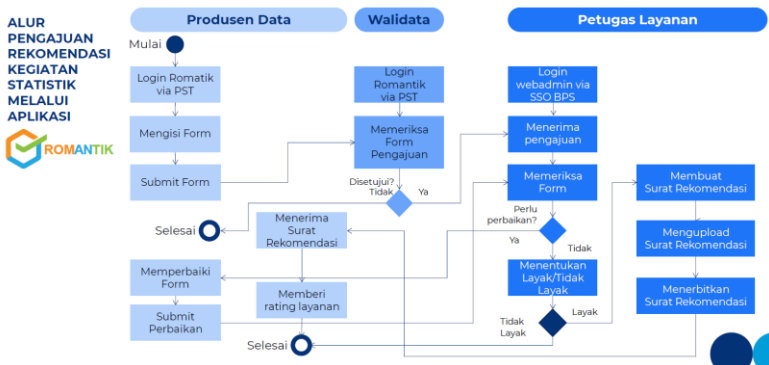 ALUR
PENGAJUAN
REKOMENDASI
KEGIATAN
STATISTIK
MELALUI
APLIKASI
ROMANTIK
Produsen Data
Walidata
Petugas Layanan
Mulai
Login Romatik
via PST
Mengisi Form
Submit Form
Login
Romantik
via PST
Memeriksa
Form
Pengajuan
Disetujui?
Tidak
Ya
Selesai
Menerima
Surat
Rekomendasi
Memperbaiki
Form
Submit
Perbaikan
Memberi
rating layanan
Selesai
Login
webadmin via
SSO BPS
Menerima
pengajuan
Memeriksa
Form
Perlu
perbaikan?
Ya
Tidak
Menentukan
Layak/Tidak
Layak
Tidak
Layak
Layak
Membuat
Surat Rekomendasi
Mengupload
Surat Rekomendasi
Menerbitkan
Surat Rekomendasi